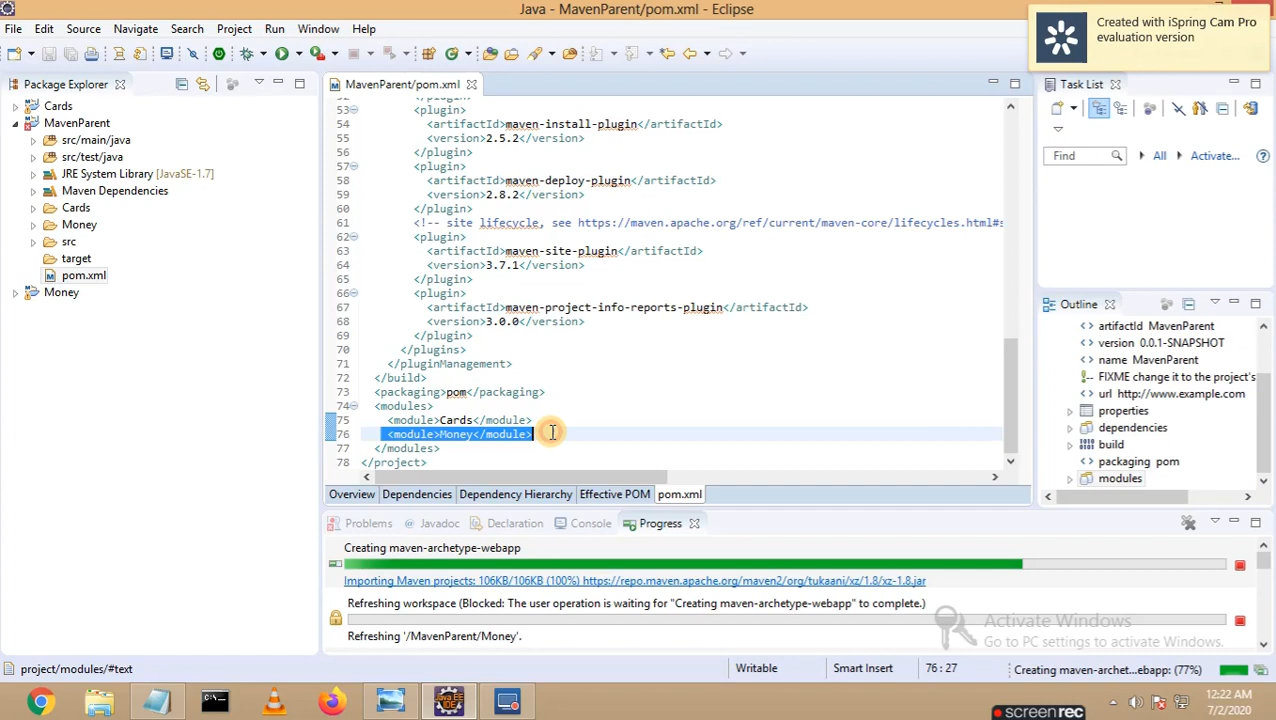 Java - MavenParent/pom.xml - Eclipse
Created with iSpring Cam Pro
evaluation version
File Edit Source Navigate Search Project Run Window Help
Package Explorer
Cards
MavenParent
src/main/java
src/test/java
JRE System Library [JavaSE-1.7]
Maven Dependencies
Cards
Money
src
target
pom.xml
Money
MavenParent/pom.xml
53 <plugin>
54 <artifactId>maven-install-plugin</artifactId>
55 <version>2.5.2</version>
56 </plugin>
57 <plugin>
58 <artifactId>maven-deploy-plugin</artifactId>
59 <version>2.8.2</version>
60 </plugin>
61 <!-- site lifecycle, see https://maven.apache.org/ref/current/maven-core/lifecycles.html#s
62 <plugin>
63 <artifactId>maven-site-plugin</artifactId>
64 <version>3.7.1</version>
65 </plugin>
66 <plugin>
67 <artifactId>maven-project-info-reports-plugin</artifactId>
68 <version>3.0.0</version>
69 </plugin>
70 </plugins>
71 </pluginManagement>
72 </build>
73 <packaging>pom</packaging>
74 <modules>
75 <module>Cards</module>
76 <module>Money</module>
77 </modules>
78 </project>
Overview Dependencies Dependency Hierarchy Effective POM pom.xml
Task List
Find All Activate...
Outline
artifactId MavenParent
version 0.0.1-SNAPSHOT
name MavenParent
FIXME change it to the project's
url http://www.example.com
properties
dependencies
build
packaging pom
modules
Problems Javadoc Declaration Console Progress
Creating maven-archetype-webapp
Importing Maven projects: 106KB/106KB (100%) https://repo.maven.apache.org/maven2/org/tukaani/xz/1.8/xz-1.8.jar
Refreshing workspace (Blocked: The user operation is waiting for "Creating maven-archetype-webapp" to complete.)
Refreshing '/MavenParent/Money'.
Activate Windows
Go to PC settings to activate Windows.
project/modules/#text
Writable Smart Insert 76 : 27 Creating maven-archet...ebapp: (77%)
Java EE
IDE
12:22 AM
7/2/2020
screenrec